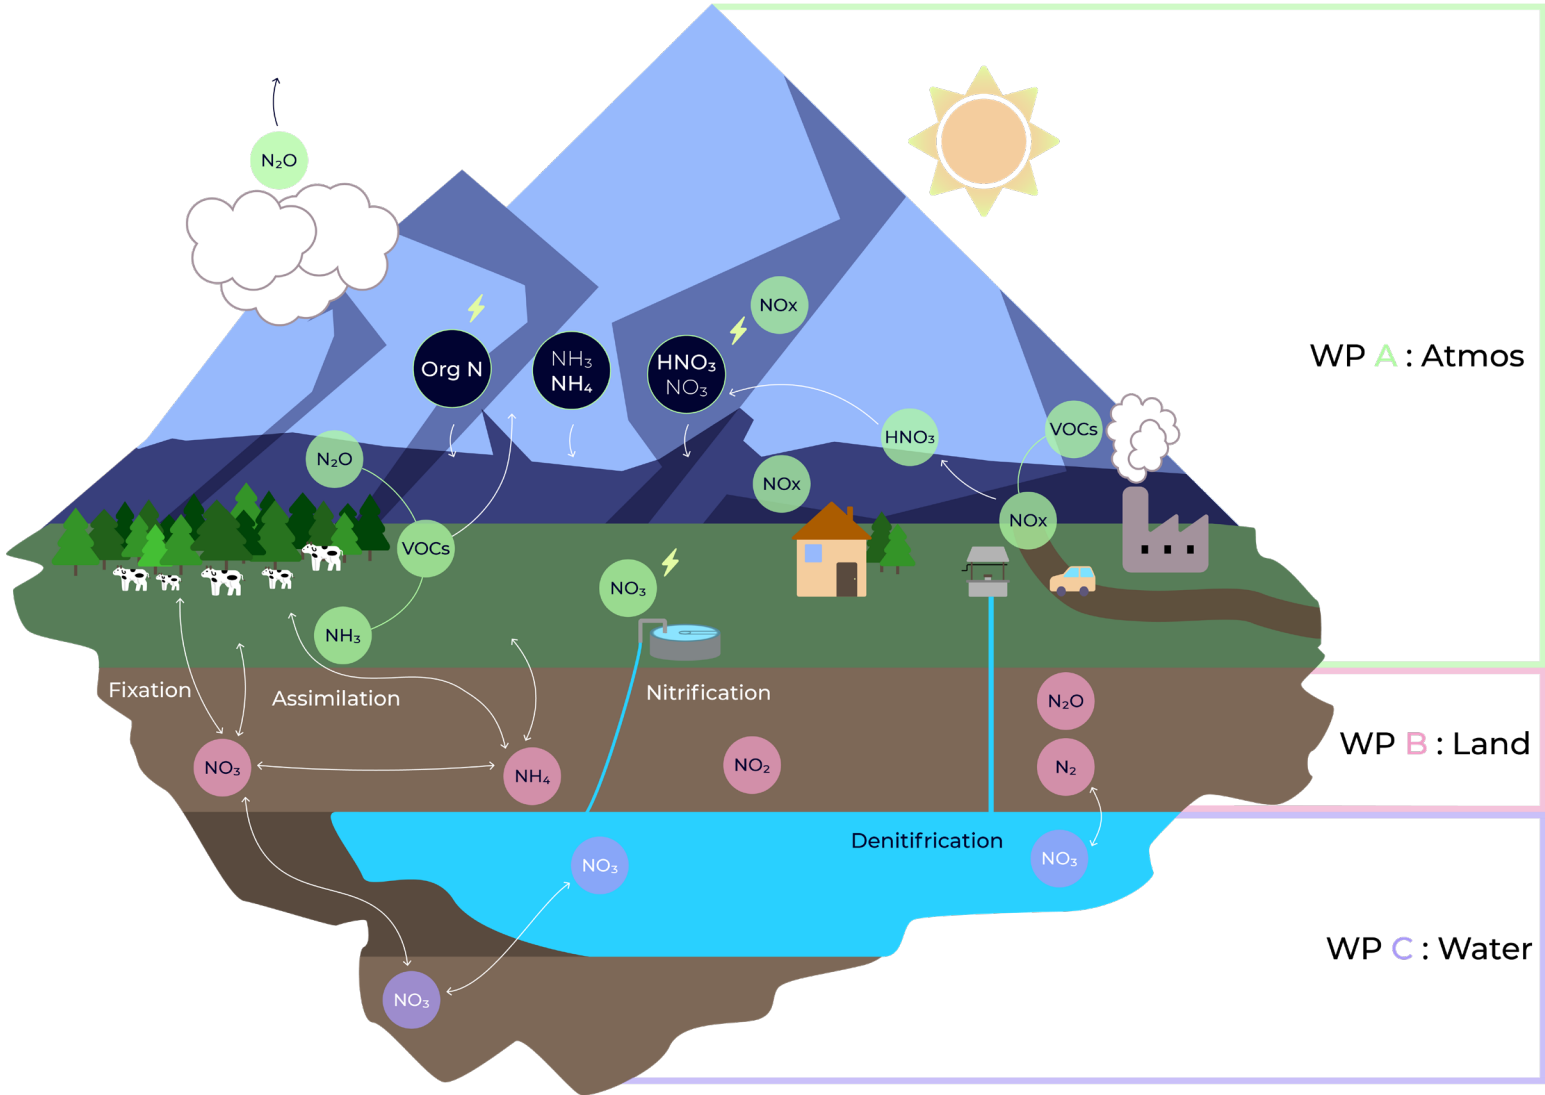 N₂O
NOx
WP A : Atmos
Org N
NH₃
NH₄
HNO₃
NO₃
HNO₃
VOCs
N₂O
NOx
NOx
VOCs
NO₃
NH₃
Fixation
Assimilation
Nitrification
N₂O
WP B : Land
NO₃
NH₄
NO₂
N₂
Denitifrication
NO₃
NO₃
WP C : Water
NO₃